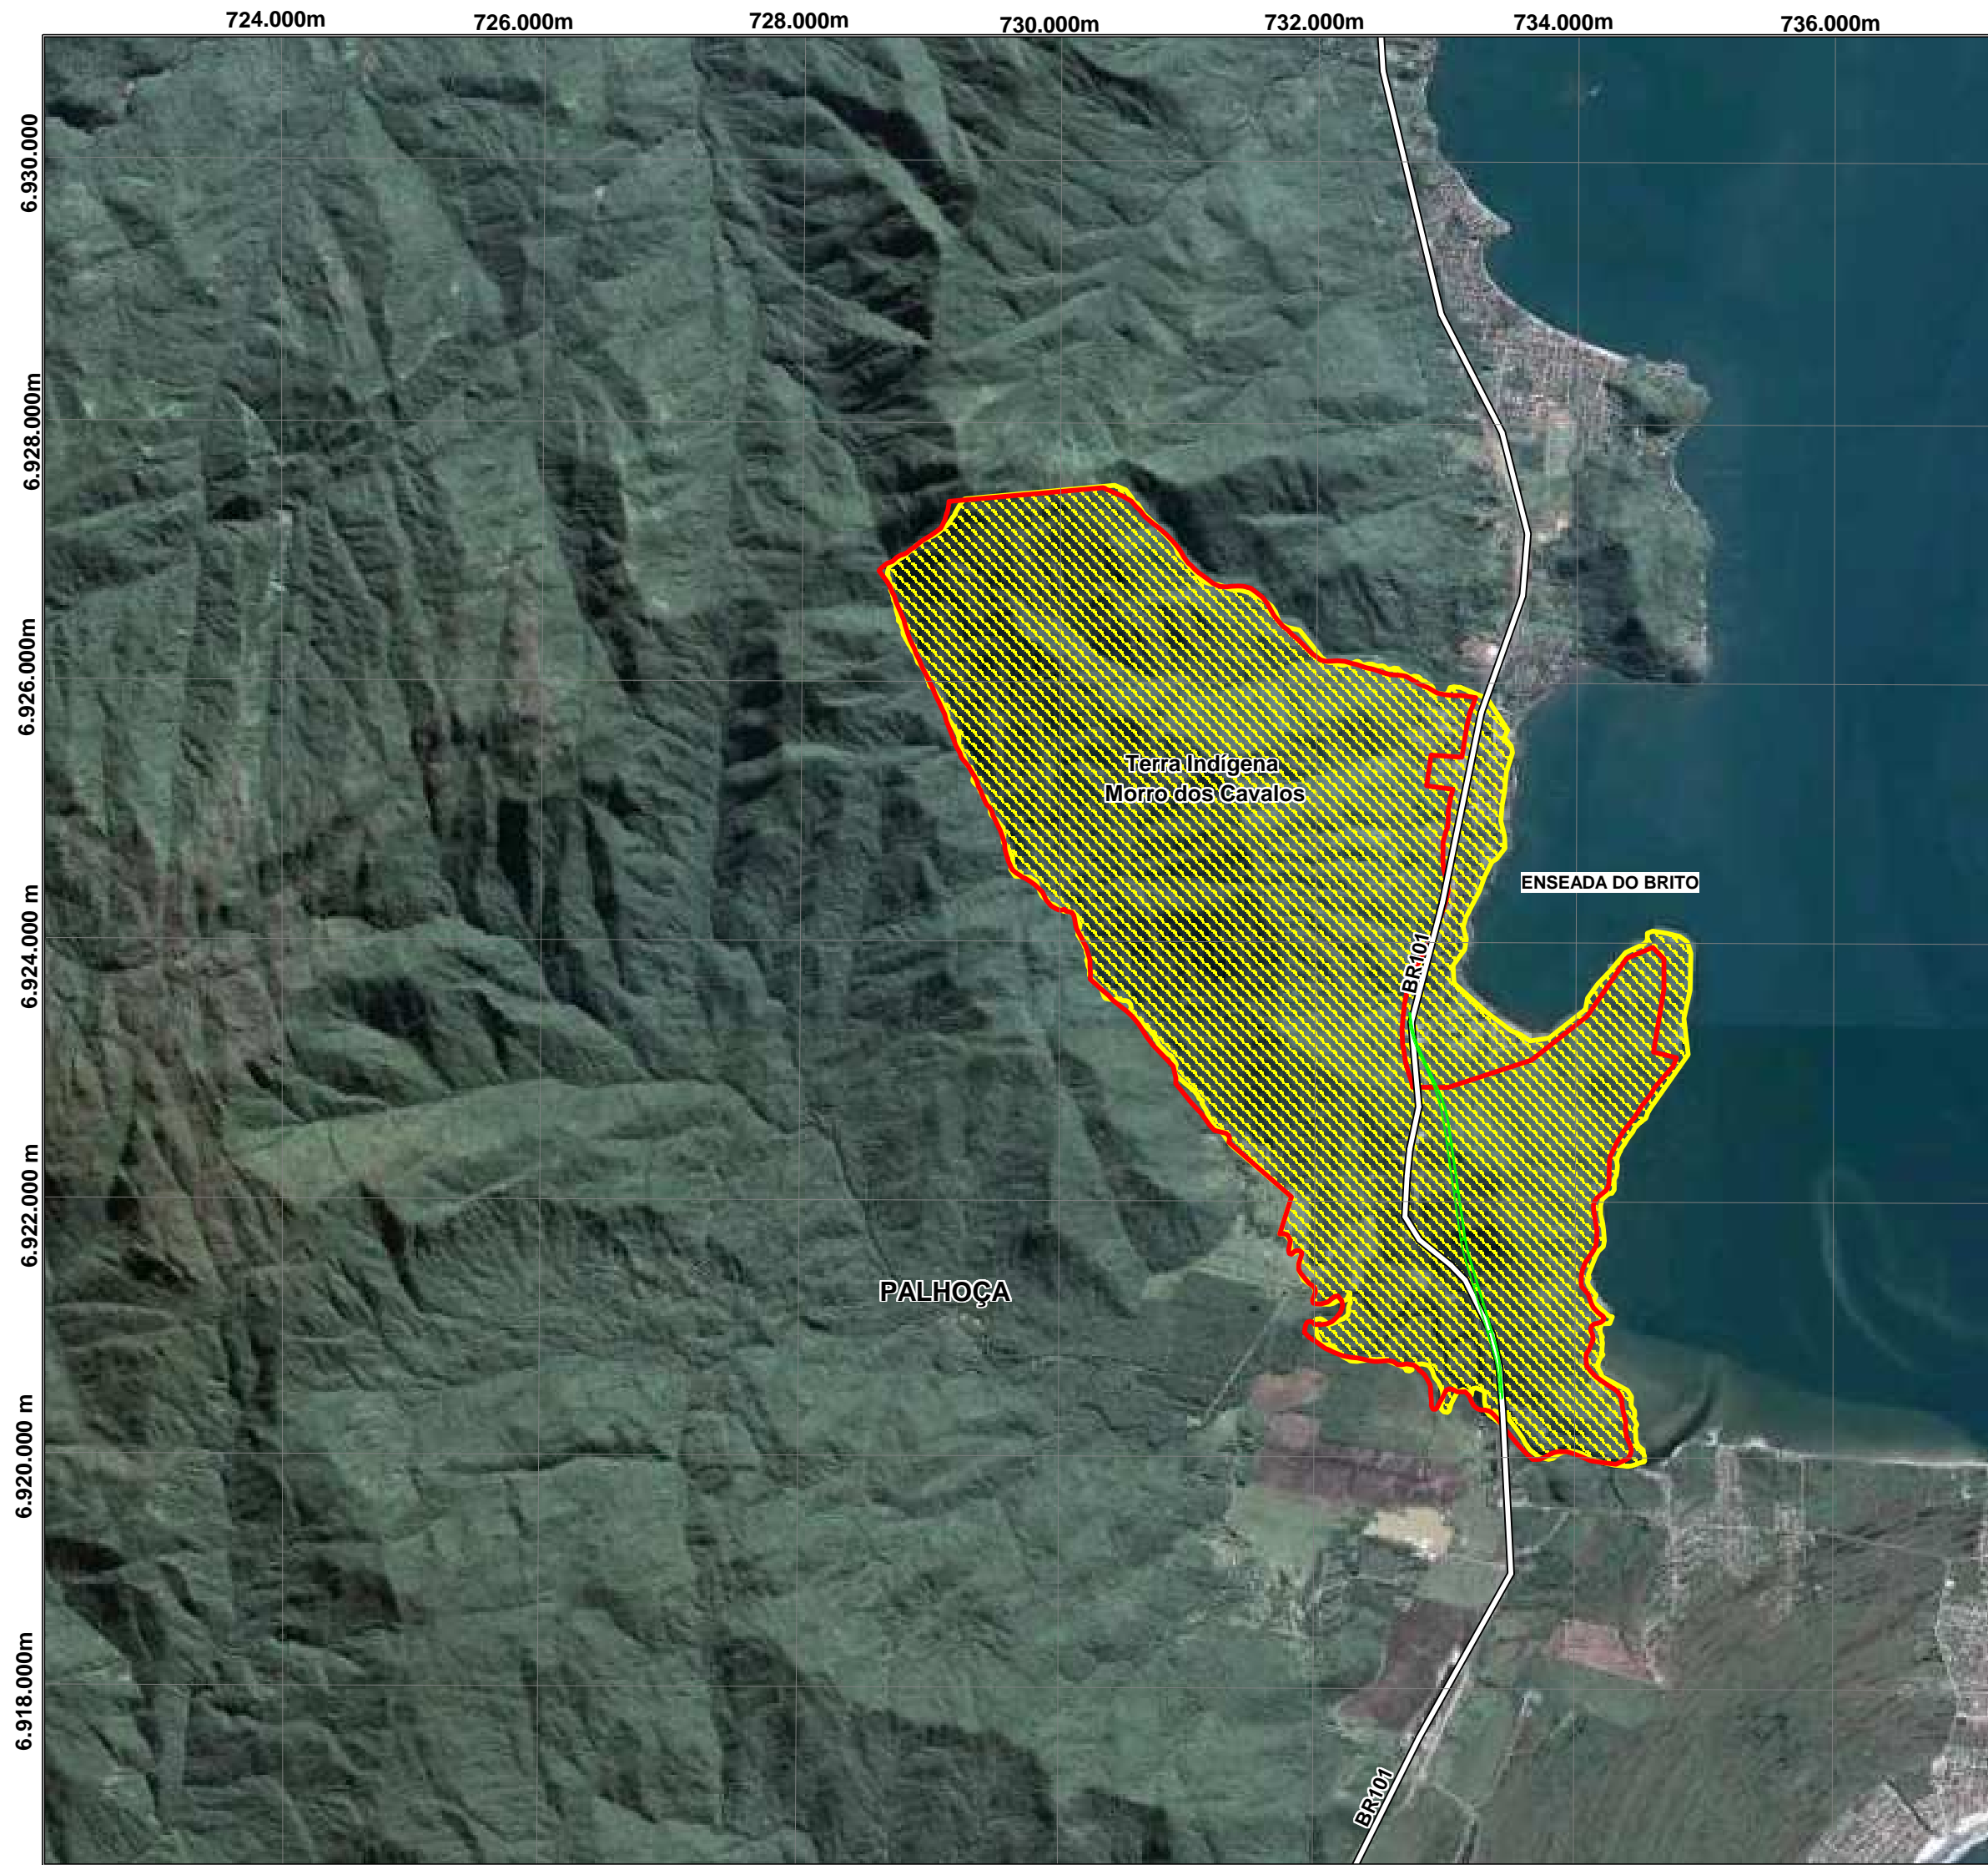 724.000m 726.000m 728.000m 730.000m 732.000m 734.000m 736.000m
6.930.000
6.928.000m
6.926.000m
6.924.000 m
6.922.000 m
6.920.000 m
6.918.000m
Terra Indígena
Morro dos Cavalos
ENSEADA DO BRITO
BR101
PALHOÇA
BR101